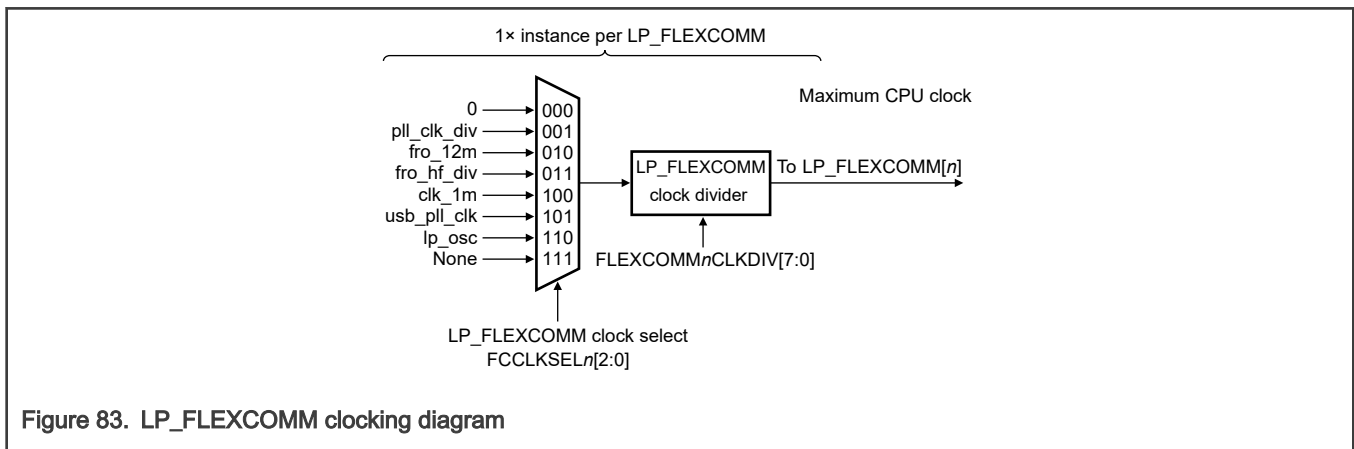 1× instance per LP_FLEXCOMM
Maximum CPU clock
0
000
pll_clk_div
001
fro_12m
010
fro_hf_div
011
clk_1m
100
usb_pll_clk
101
lp_osc
110
None
111
LP_FLEXCOMM
clock divider
To LP_FLEXCOMM[n]
FLEXCOMMnCLKDIV[7:0]
LP_FLEXCOMM clock select
FCCLKSELn[2:0]
Figure 83. LP_FLEXCOMM clocking diagram